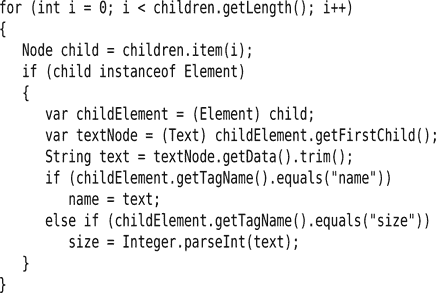 for (int i = 0; i < children.getLength(); i++)
{
   Node child = children.item(i);
   if (child instanceof Element)
   {
      var childElement = (Element) child;
      var textNode = (Text) childElement.getFirstChild();
      String text = textNode.getData().trim();
      if (childElement.getTagName().equals("name"))
         name = text;
      else if (childElement.getTagName().equals("size"))
         size = Integer.parseInt(text);
   }
}